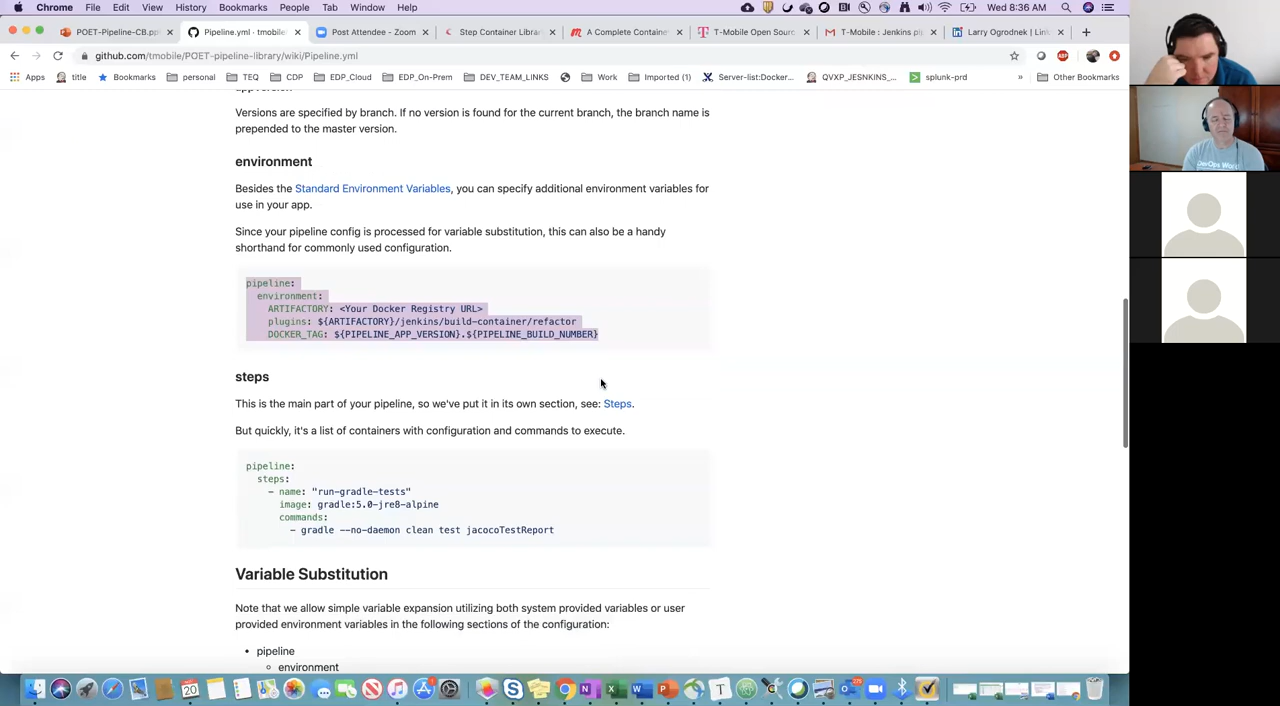 Chrome File Edit View History Bookmarks People Tab Window Help
Wed 8:36 AM
POET-Pipeline-CB.pp
Pipeline.yml · tmobile
Post Attendee - Zoom
Step Container Libra
A Complete Containe
T-Mobile Open Sourc
T-Mobile : Jenkins pl
Larry Ogrodnek | Lin
github.com/tmobile/POET-pipeline-library/wiki/Pipeline.yml
ABP
Apps title Bookmarks personal TEQ CDP EDP_Cloud EDP_On-Prem DEV_TEAM_LINKS Work Imported (1) Server-list:Docker... QVXP_JESNKINS_... splunk-prd » Other Bookmarks
appVersion
Versions are specified by branch. If no version is found for the current branch, the branch name is
prepended to the master version.
environment
Besides the Standard Environment Variables, you can specify additional environment variables for
use in your app.
Since your pipeline config is processed for variable substitution, this can also be a handy
shorthand for commonly used configuration.
pipeline:
environment:
ARTIFACTORY: <Your Docker Registry URL>
plugins: ${ARTIFACTORY}/jenkins/build-container/refactor
DOCKER_TAG: ${PIPELINE_APP_VERSION}.${PIPELINE_BUILD_NUMBER}
steps
This is the main part of your pipeline, so we've put it in its own section, see: Steps.
But quickly, it's a list of containers with configuration and commands to execute.
pipeline:
steps:
- name: "run-gradle-tests"
image: gradle:5.0-jre8-alpine
commands:
- gradle --no-daemon clean test jacocoTestReport
Variable Substitution
Note that we allow simple variable expansion utilizing both system provided variables or user
provided environment variables in the following sections of the configuration:
• pipeline
◦ environment